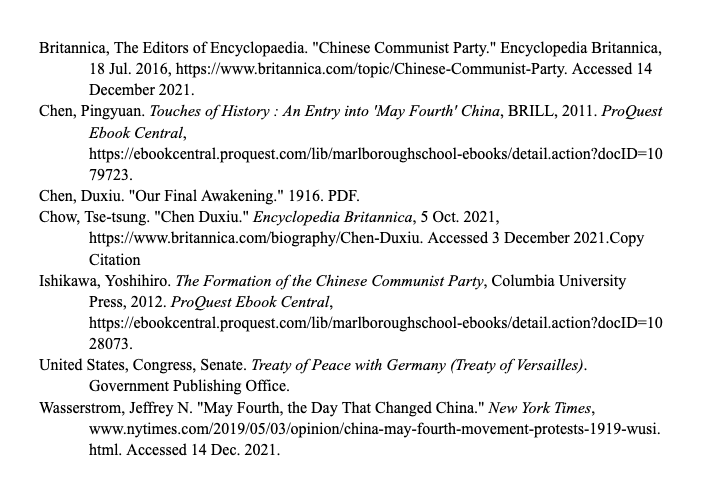 Britannica, The Editors of Encyclopaedia. "Chinese Communist Party." Encyclopedia Britannica,
18 Jul. 2016, https://www.britannica.com/topic/Chinese-Communist-Party. Accessed 14
December 2021.
Chen, Pingyuan. Touches of History : An Entry into 'May Fourth' China, BRILL, 2011. ProQuest
Ebook Central,
https://ebookcentral.proquest.com/lib/marlboroughschool-ebooks/detail.action?docID=10
79723.
Chen, Duxiu. "Our Final Awakening." 1916. PDF.
Chow, Tse-tsung. "Chen Duxiu." Encyclopedia Britannica, 5 Oct. 2021,
https://www.britannica.com/biography/Chen-Duxiu. Accessed 3 December 2021.Copy
Citation
Ishikawa, Yoshihiro. The Formation of the Chinese Communist Party, Columbia University
Press, 2012. ProQuest Ebook Central,
https://ebookcentral.proquest.com/lib/marlboroughschool-ebooks/detail.action?docID=10
28073.
United States, Congress, Senate. Treaty of Peace with Germany (Treaty of Versailles).
Government Publishing Office.
Wasserstrom, Jeffrey N. "May Fourth, the Day That Changed China." New York Times,
www.nytimes.com/2019/05/03/opinion/china-may-fourth-movement-protests-1919-wusi.
html. Accessed 14 Dec. 2021.